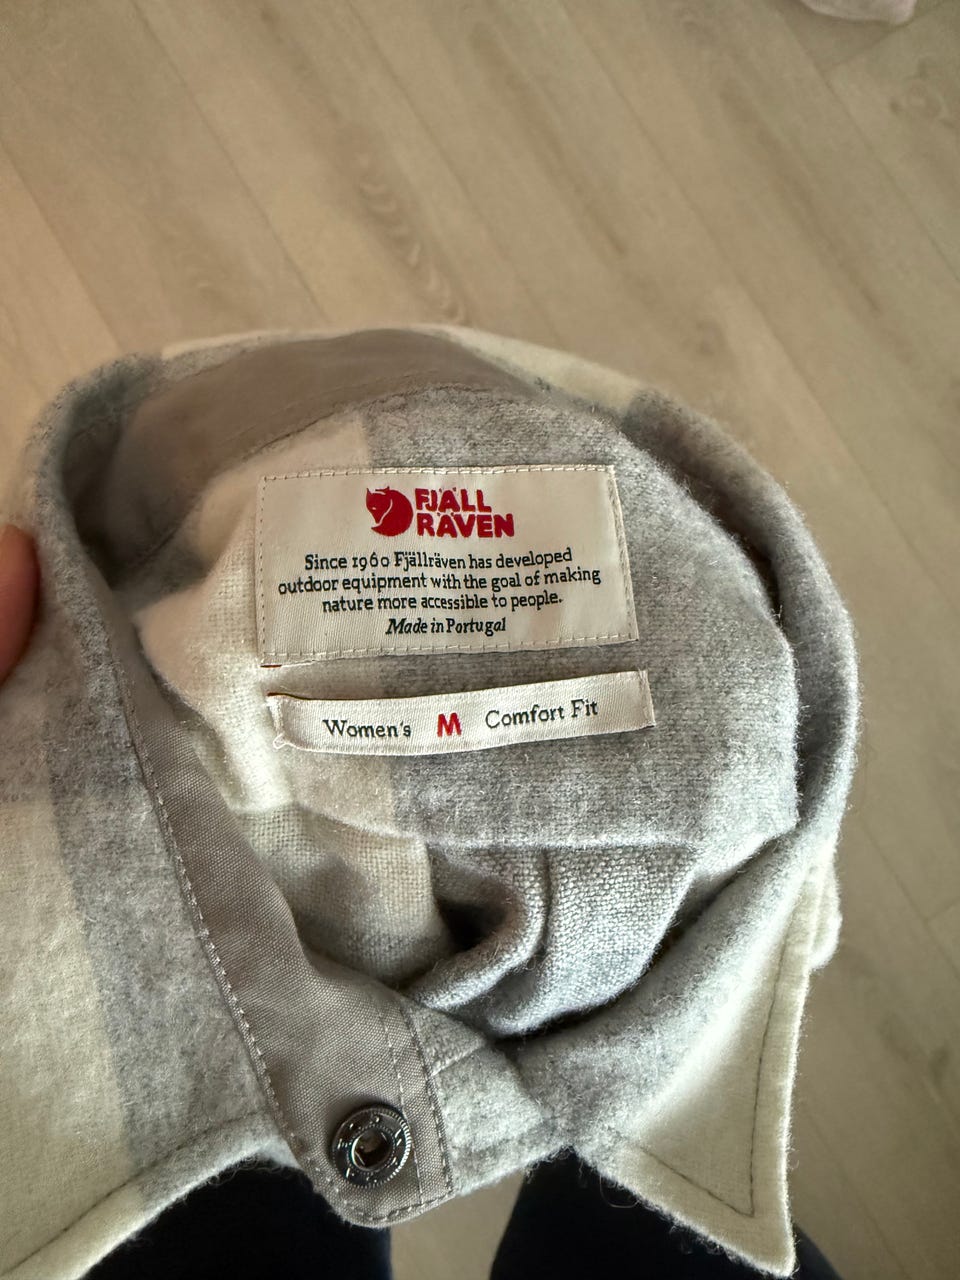 FJÄLL
RÄVEN
Since 1960 Fjällräven has developed
outdoor equipment with the goal of making
nature more accessible to people.
Made in Portugal
Women's M Comfort Fit